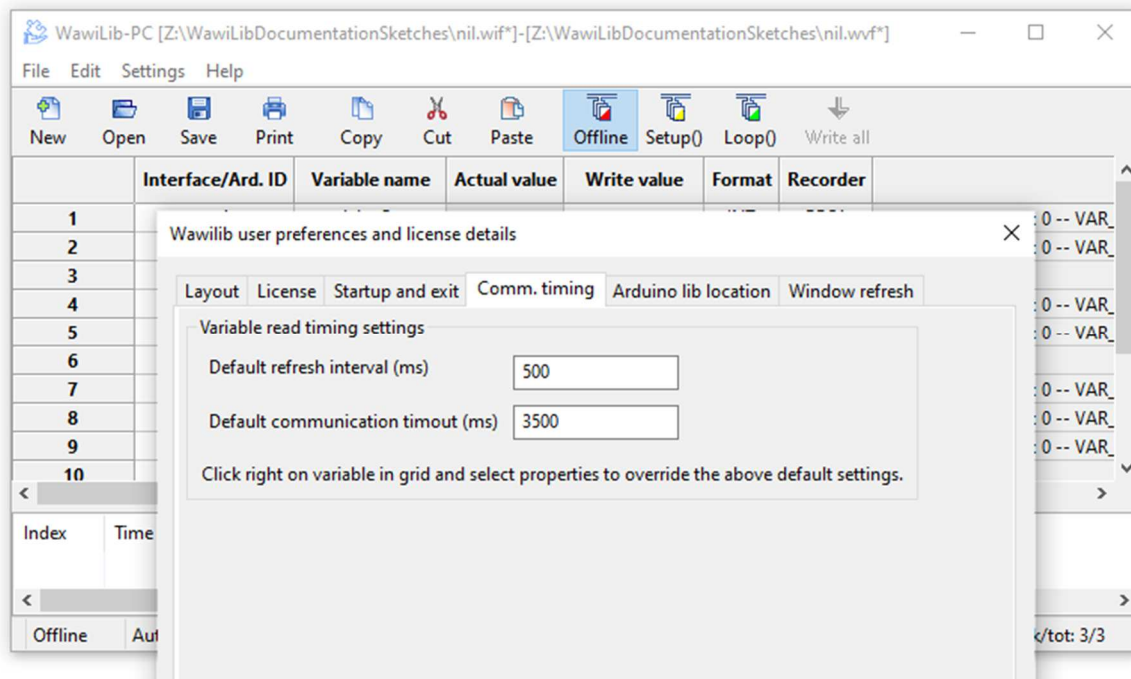 WawiLib-PC [Z:\WawiLibDocumentationSketches\nil.wif*]-[Z:\WawiLibDocumentationSketches\nil.wvf*]
File Edit Settings Help
New Open Save Print Copy Cut Paste Offline Setup() Loop() Write all
Interface/Ard. ID Variable name Actual value Write value Format Recorder
1 : 0 -- VAR_
2 : 0 -- VAR_
3
4 : 0 -- VAR_
5 : 0 -- VAR_
6
7 : 0 -- VAR_
8 : 0 -- VAR_
9 : 0 -- VAR_
10
Wawilib user preferences and license details
Layout License Startup and exit Comm. timing Arduino lib location Window refresh
Variable read timing settings
Default refresh interval (ms) 500
Default communication timout (ms) 3500
Click right on variable in grid and select properties to override the above default settings.
Index Time
Offline Aut k/tot: 3/3